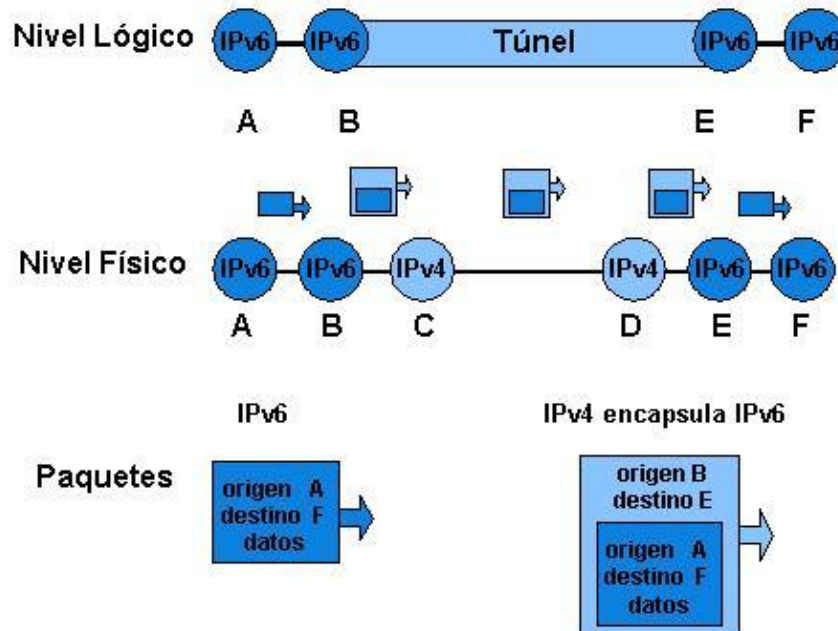 Nivel Lógico IPv6 IPv6 Túnel IPv6 IPv6
A B E F
Nivel Físico IPv6 IPv6 IPv4 IPv4 IPv6 IPv6
A B C D E F
IPv6 IPv4 encapsula IPv6
Paquetes
origen A
destino F
datos
origen B
destino E
origen A
destino F
datos